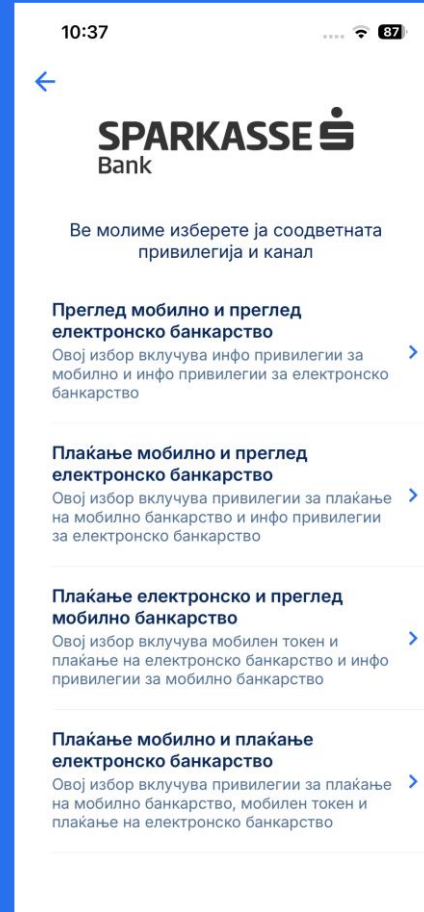 10:37
87
SPARKASSE
Bank
Ве молиме изберете ја соодветната
привилегија и канал
Преглед мобилно и преглед
електронско банкарство
Овој избор вклучува инфо привилегии за
мобилно и инфо привилегии за електронско
банкарство
Плаќање мобилно и преглед
електронско банкарство
Овој избор вклучува привилегии за плаќање
на мобилно банкарство и инфо привилегии
за електронско банкарство
Плаќање електронско и преглед
мобилно банкарство
Овој избор вклучува мобилен токен и
плаќање на електронско банкарство и инфо
привилегии за мобилно банкарство
Плаќање мобилно и плаќање
електронско банкарство
Овој избор вклучува привилегии за плаќање
на мобилно банкарство, мобилен токен и
плаќање на електронско банкарство